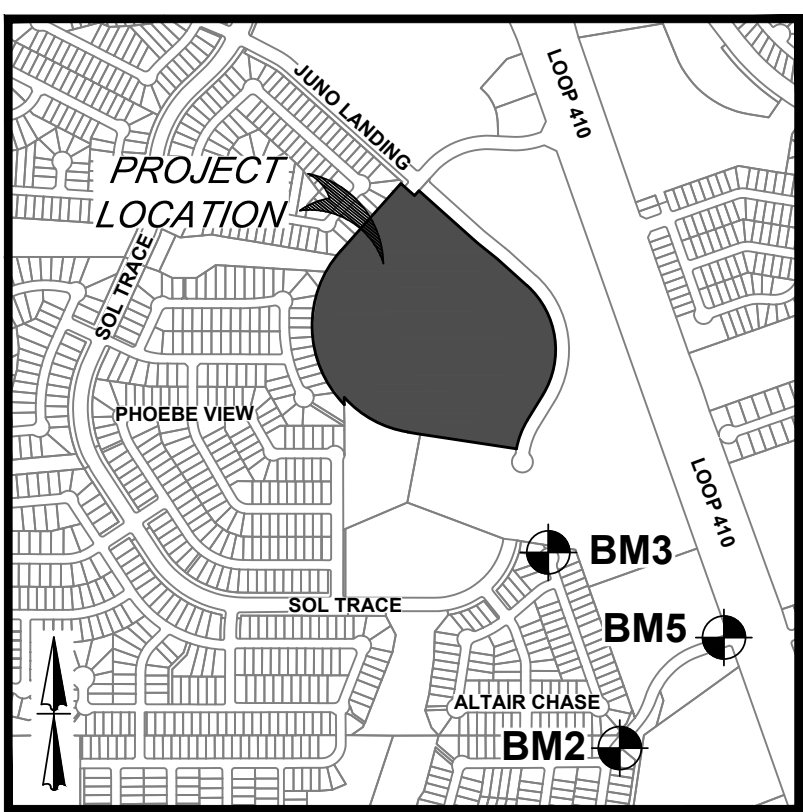 LOOP 410
JUNO LANDING
PROJECT
LOCATION
SOL TRACE
PHOEBE VIEW
LOOP 410
BM3
SOL TRACE
BM5
ALTAIR CHASE
BM2